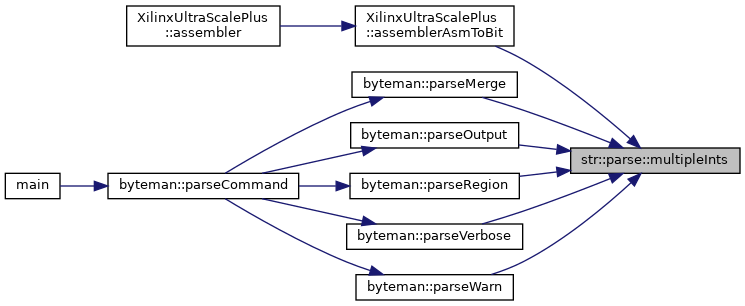 XilinxUltraScalePlus
::assembler
XilinxUltraScalePlus
::assemblerAsmToBit
byteman::parseMerge
byteman::parseOutput
str::parse::multipleInts
main
byteman::parseCommand
byteman::parseRegion
byteman::parseVerbose
byteman::parseWarn